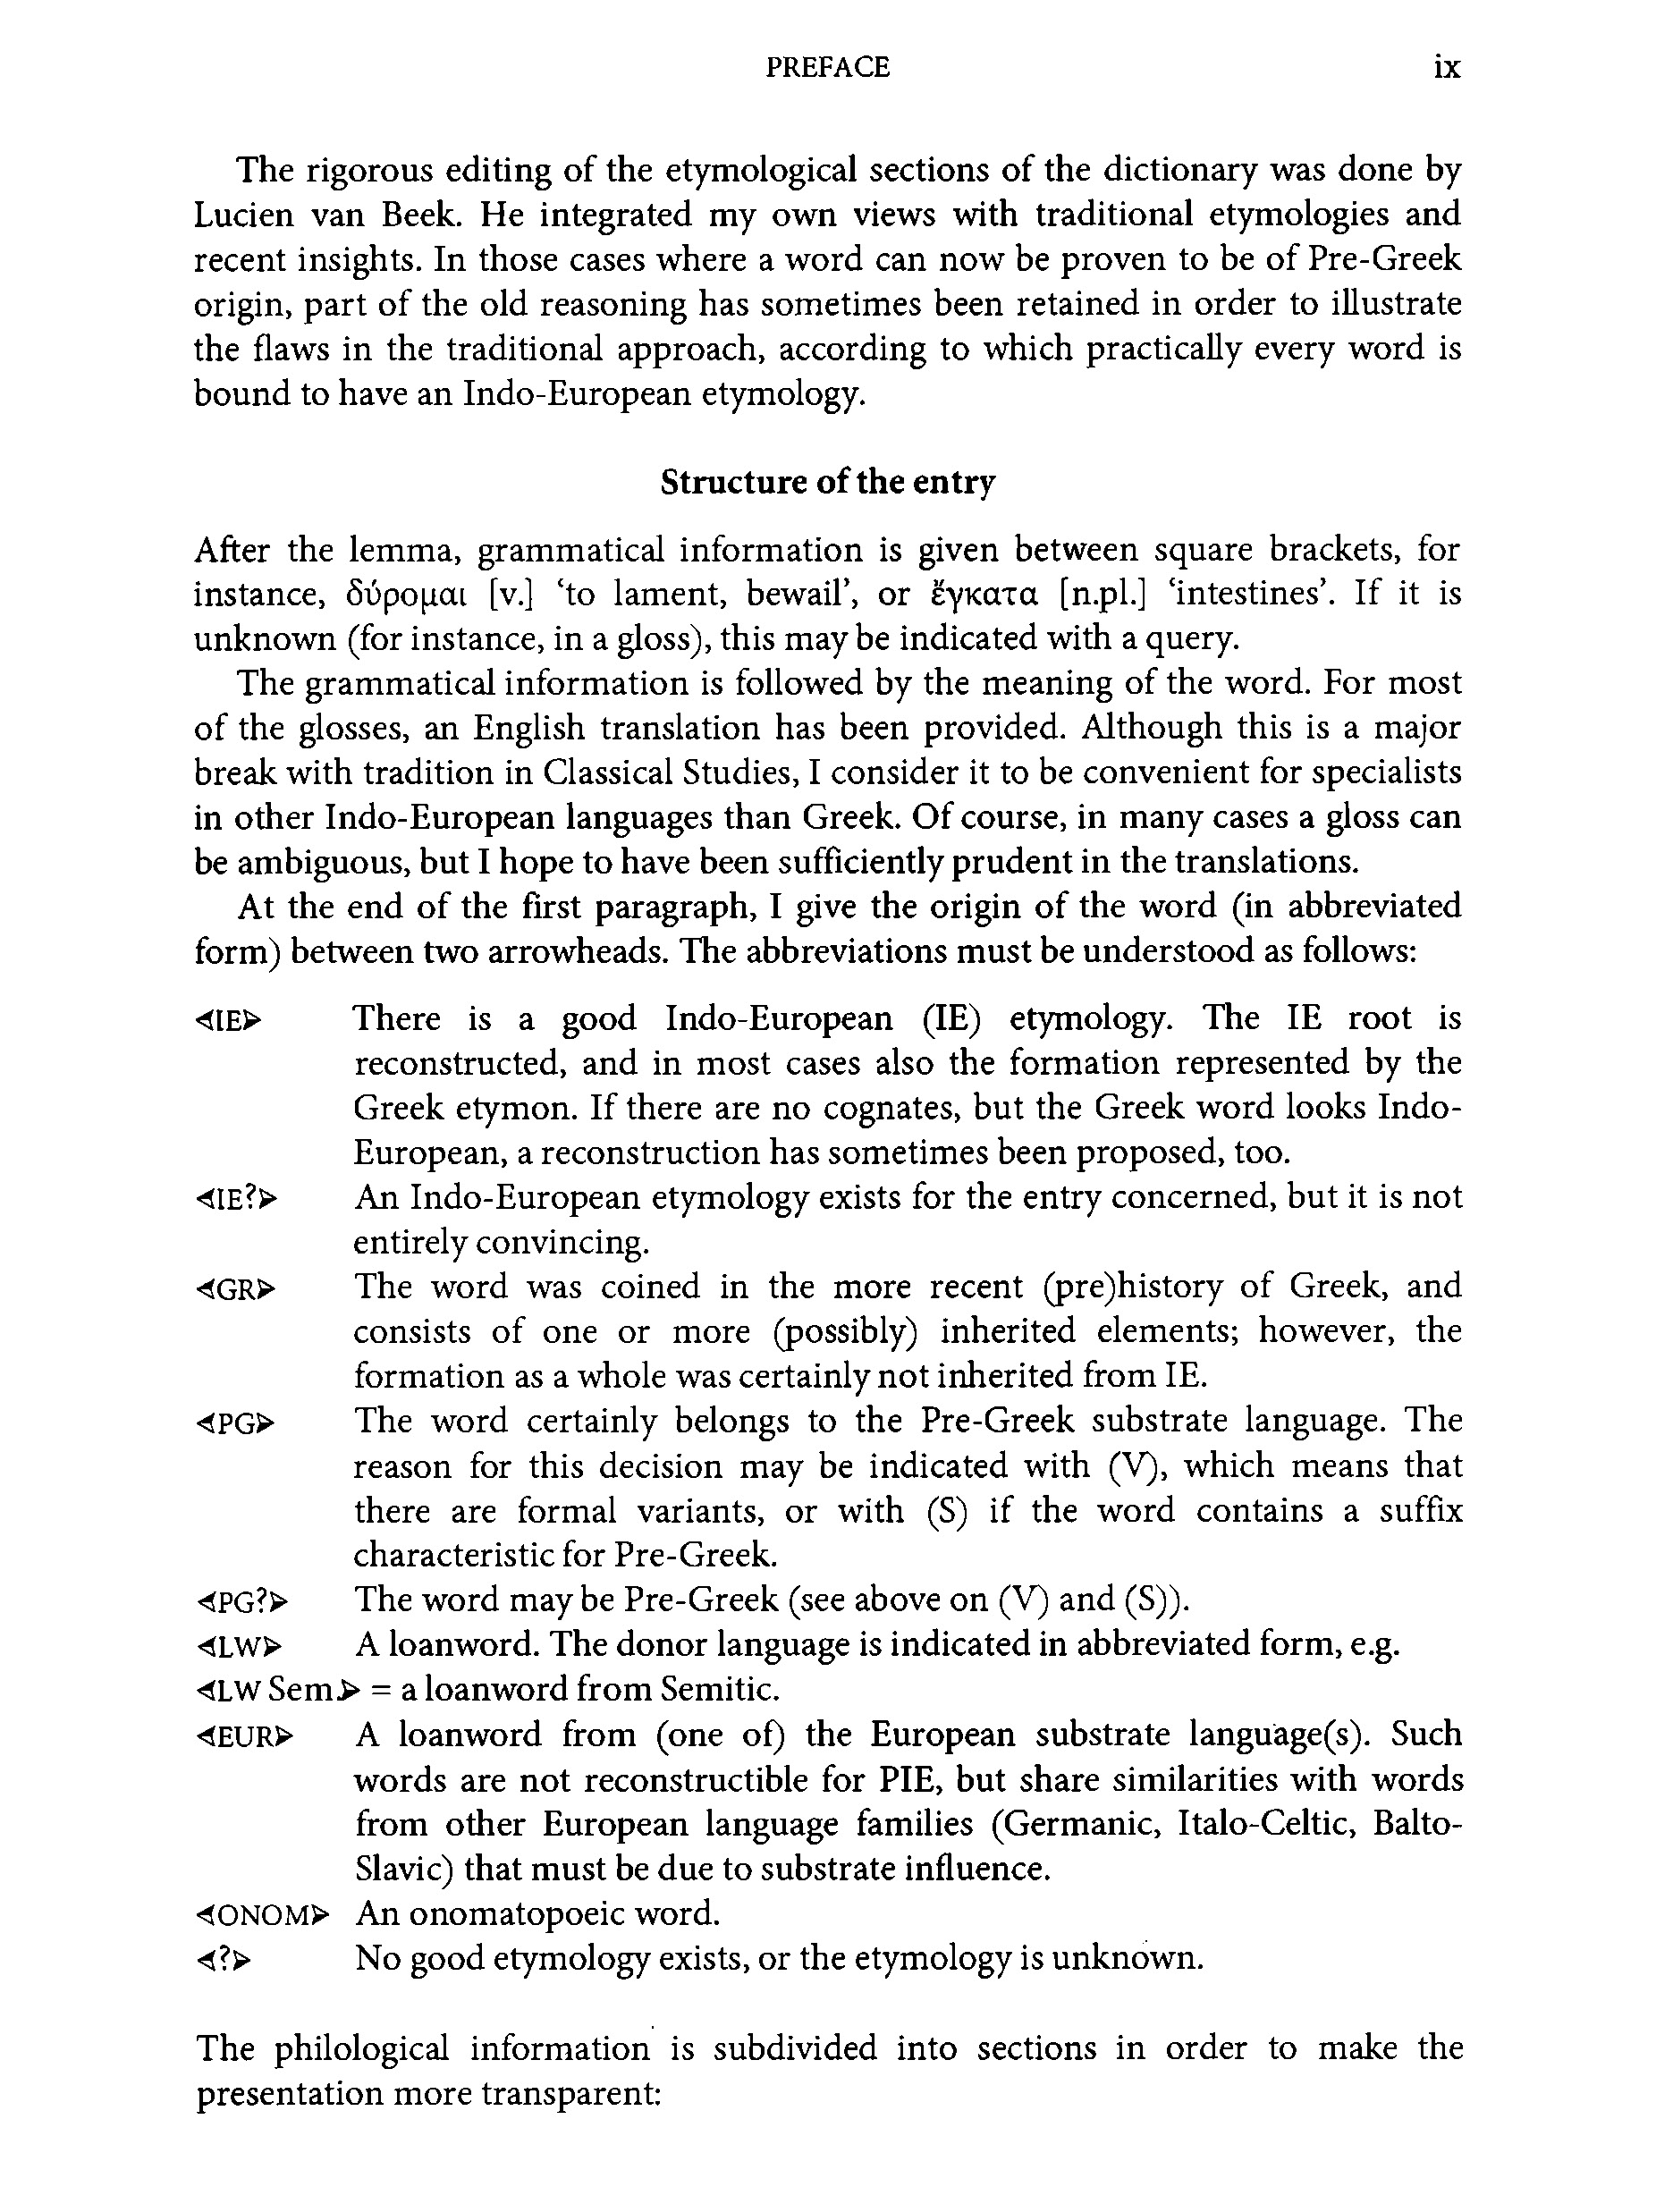 PREFACE ix
The rigorous editing of the etymological sections of the dictionary was done by
Lucien van Beek. He integrated my own views with traditional etymologies and
recent insights. In those cases where a word can now be proven to be of Pre-Greek
origin, part of the old reasoning has sometimes been retained in order to illustrate
the flaws in the traditional approach, according to which practically every word is
bound to have an Indo-European etymology.
Structure of the entry
After the lemma, grammatical information is given between square brackets, for
instance, δύρομαι [v.] ‘to lament, bewail’, or ἔγκατα [n.pl.] ‘intestines’. If it is
unknown (for instance, in a gloss), this may be indicated with a query.
The grammatical information is followed by the meaning of the word. For most
of the glosses, an English translation has been provided. Although this is a major
break with tradition in Classical Studies, I consider it to be convenient for specialists
in other Indo-European languages than Greek. Of course, in many cases a gloss can
be ambiguous, but I hope to have been sufficiently prudent in the translations.
At the end of the first paragraph, I give the origin of the word (in abbreviated
form) between two arrowheads. The abbreviations must be understood as follows:
⊲IE⊳ There is a good Indo-European (IE) etymology. The IE root is
reconstructed, and in most cases also the formation represented by the
Greek etymon. If there are no cognates, but the Greek word looks Indo-
European, a reconstruction has sometimes been proposed, too.
⊲IE?⊳ An Indo-European etymology exists for the entry concerned, but it is not
entirely convincing.
⊲GR⊳ The word was coined in the more recent (pre)history of Greek, and
consists of one or more (possibly) inherited elements; however, the
formation as a whole was certainly not inherited from IE.
⊲PG⊳ The word certainly belongs to the Pre-Greek substrate language. The
reason for this decision may be indicated with (V), which means that
there are formal variants, or with (S) if the word contains a suffix
characteristic for Pre-Greek.
⊲PG?⊳ The word may be Pre-Greek (see above on (V) and (S)).
⊲LW⊳ A loanword. The donor language is indicated in abbreviated form, e.g.
⊲LW Sem.⊳ = a loanword from Semitic.
⊲EUR⊳ A loanword from (one of) the European substrate language(s). Such
words are not reconstructible for PIE, but share similarities with words
from other European language families (Germanic, Italo-Celtic, Balto-
Slavic) that must be due to substrate influence.
⊲ONOM⊳ An onomatopoeic word.
⊲?⊳ No good etymology exists, or the etymology is unknown.
The philological information is subdivided into sections in order to make the
presentation more transparent: